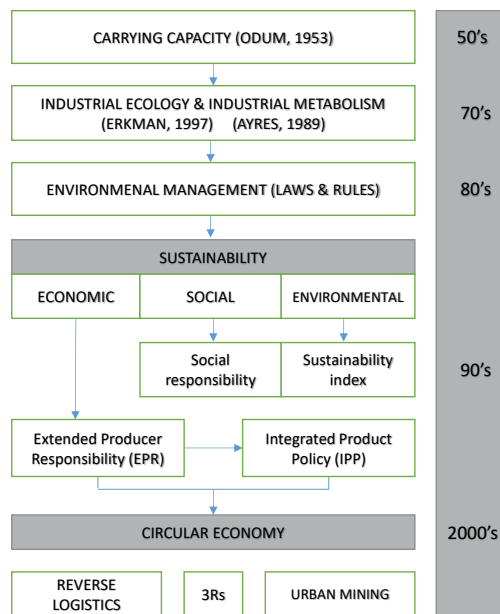 CARRYING CAPACITY (ODUM, 1953)
50's
INDUSTRIAL ECOLOGY & INDUSTRIAL METABOLISM
(ERKMAN, 1997) (AYRES, 1989)
70's
ENVIRONMENAL MANAGEMENT (LAWS & RULES)
80's
SUSTAINABILITY
ECONOMIC
SOCIAL
ENVIRONMENTAL
Social
responsibility
Sustainability
index
90's
Extended Producer
Responsibility (EPR)
Integrated Product
Policy (IPP)
CIRCULAR ECONOMY
2000's
REVERSE
LOGISTICS
3Rs
URBAN MINING